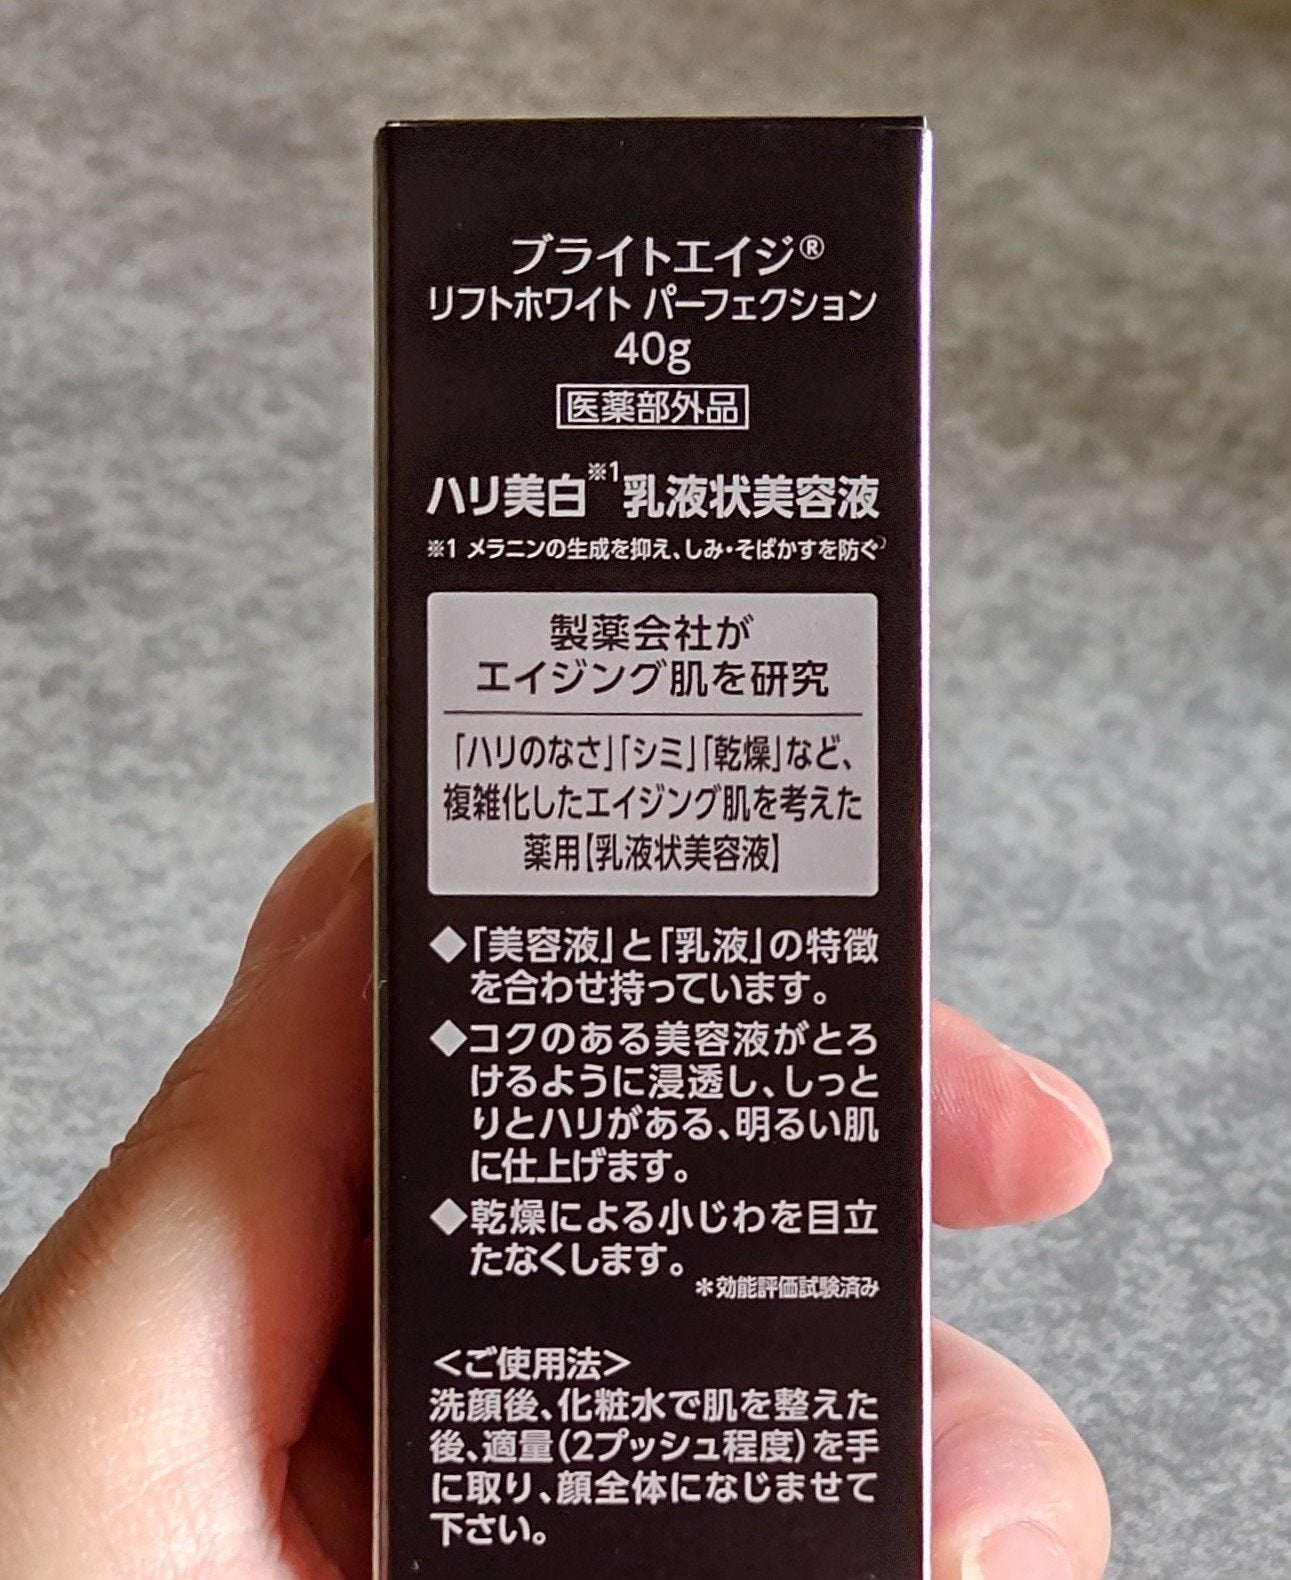 ブライトエイジ®
リフトホワイト パーフェクション
40g
医薬部外品
ハリ美白※1乳液状美容液
※1 メラニンの生成を抑え、しみ・そばかすを防ぐ
製薬会社が
エイジング肌を研究
「ハリのなさ」「シミ」「乾燥」など、
複雑化したエイジング肌を考えた
薬用【乳液状美容液】
◆「美容液」と「乳液」の特徴
を合わせ持っています。
◆コクのある美容液がとろ
けるように浸透し、しっと
りとハリがある、明るい肌
に仕上げます。
◆乾燥による小じわを目立
たなくします。
＊効能評価試験済み
＜ご使用法＞
洗顔後、化粧水で肌を整えた
後、適量(2プッシュ程度)を手
に取り、顔全体になじませて
下さい。